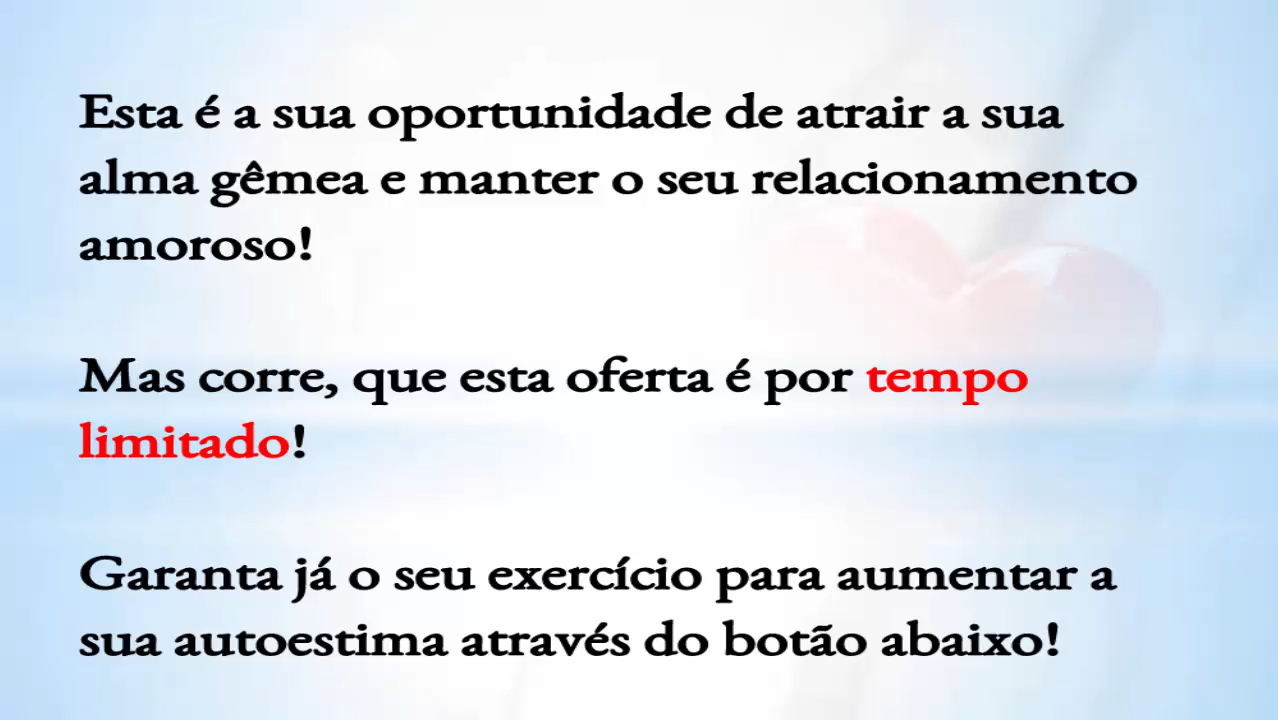 Esta é a sua oportunidade de atrair a sua
alma gêmea e manter o seu relacionamento
amoroso!
Mas corre, que esta oferta é por tempo
limitado!
Garanta já o seu exercício para aumentar a
sua autoestima através do botão abaixo!